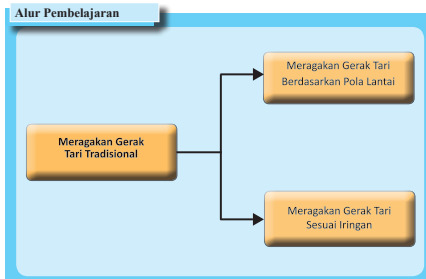 Alur Pembelajaran
Meragakan Gerak Tari
Berdasarkan Pola Lantai
Meragakan Gerak
Tari Tradisional
Meragakan Gerak Tari
Sesuai Iringan